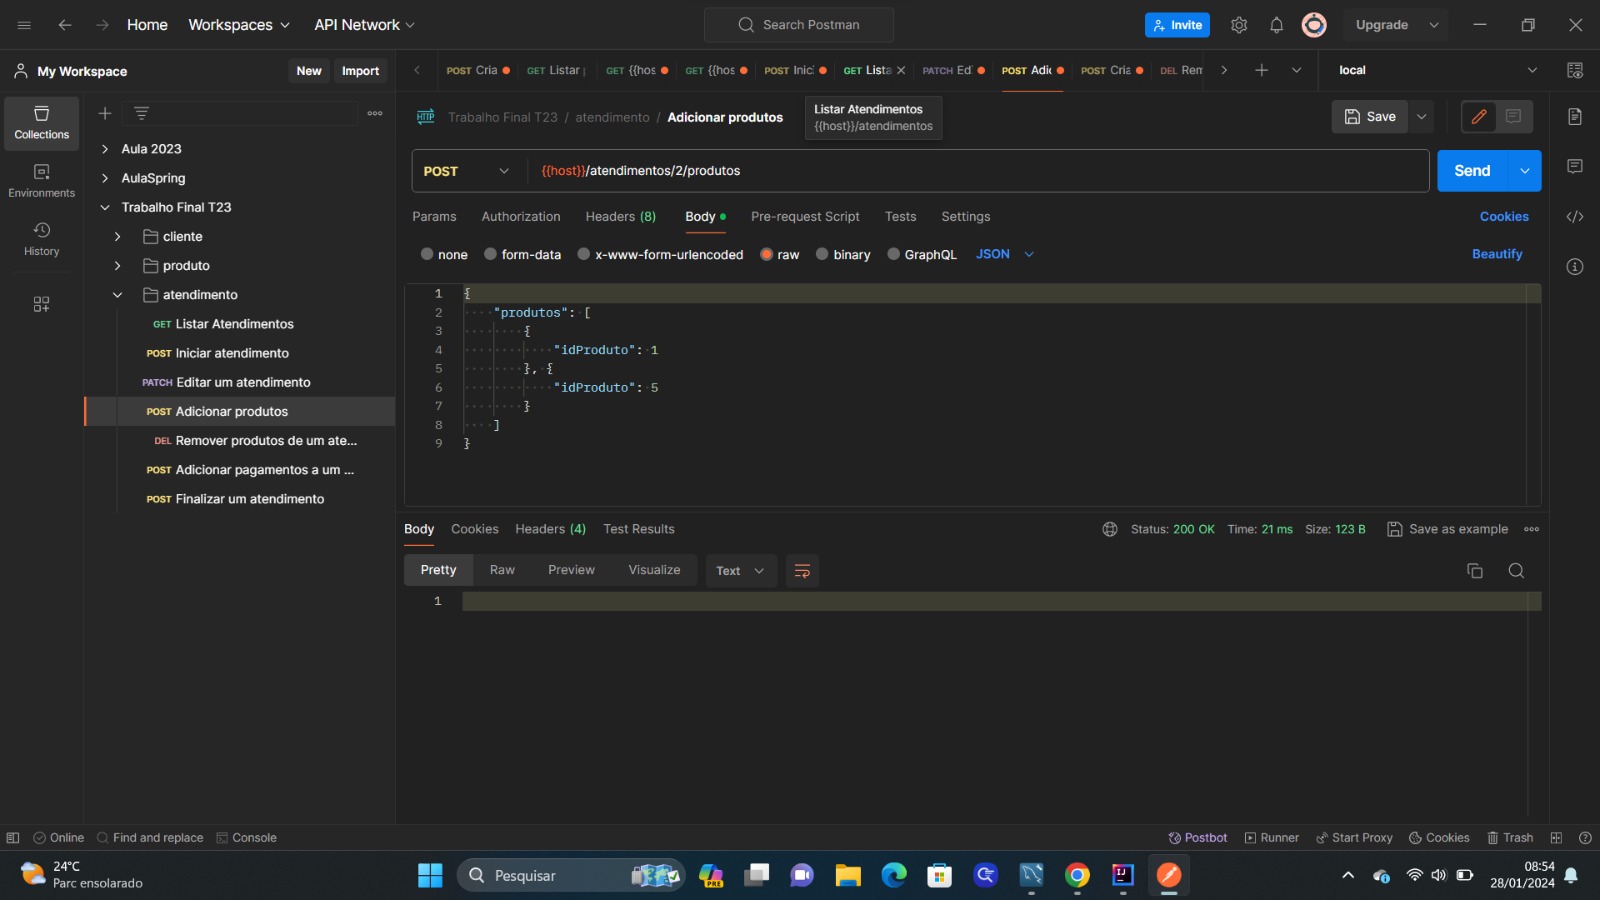 Home
Workspaces
API Network
Search Postman
Invite
Upgrade
My Workspace
New
Import
POST Cria
GET Listar
GET {{hos
GET {{hos
POST Inic
GET Lista
PATCH Ed
POST Adic
POST Cria
DEL Rem
local
Collections
Environments
History
Aula 2023
AulaSpring
Trabalho Final T23
cliente
produto
atendimento
GET Listar Atendimentos
POST Iniciar atendimento
PATCH Editar um atendimento
POST Adicionar produtos
DEL Remover produtos de um ate...
POST Adicionar pagamentos a um ...
POST Finalizar um atendimento
HTTP
Trabalho Final T23 / atendimento / Adicionar produtos
Listar Atendimentos
{{host}}/atendimentos
Save
POST
{{host}}/atendimentos/2/produtos
Send
Params
Authorization
Headers (8)
Body
Pre-request Script
Tests
Settings
Cookies
none
form-data
x-www-form-urlencoded
raw
binary
GraphQL
JSON
Beautify
1 {
2 "produtos": [
3 {
4 "idProduto": 1
5 }, {
6 "idProduto": 5
7 }
8 ]
9 }
Body
Cookies
Headers (4)
Test Results
Status: 200 OK
Time: 21 ms
Size: 123 B
Save as example
Pretty
Raw
Preview
Visualize
Text
1
Online
Find and replace
Console
Postbot
Runner
Start Proxy
Cookies
Trash
24°C
Parc ensolarado
Pesquisar
PRE
IJ
08:54
28/01/2024